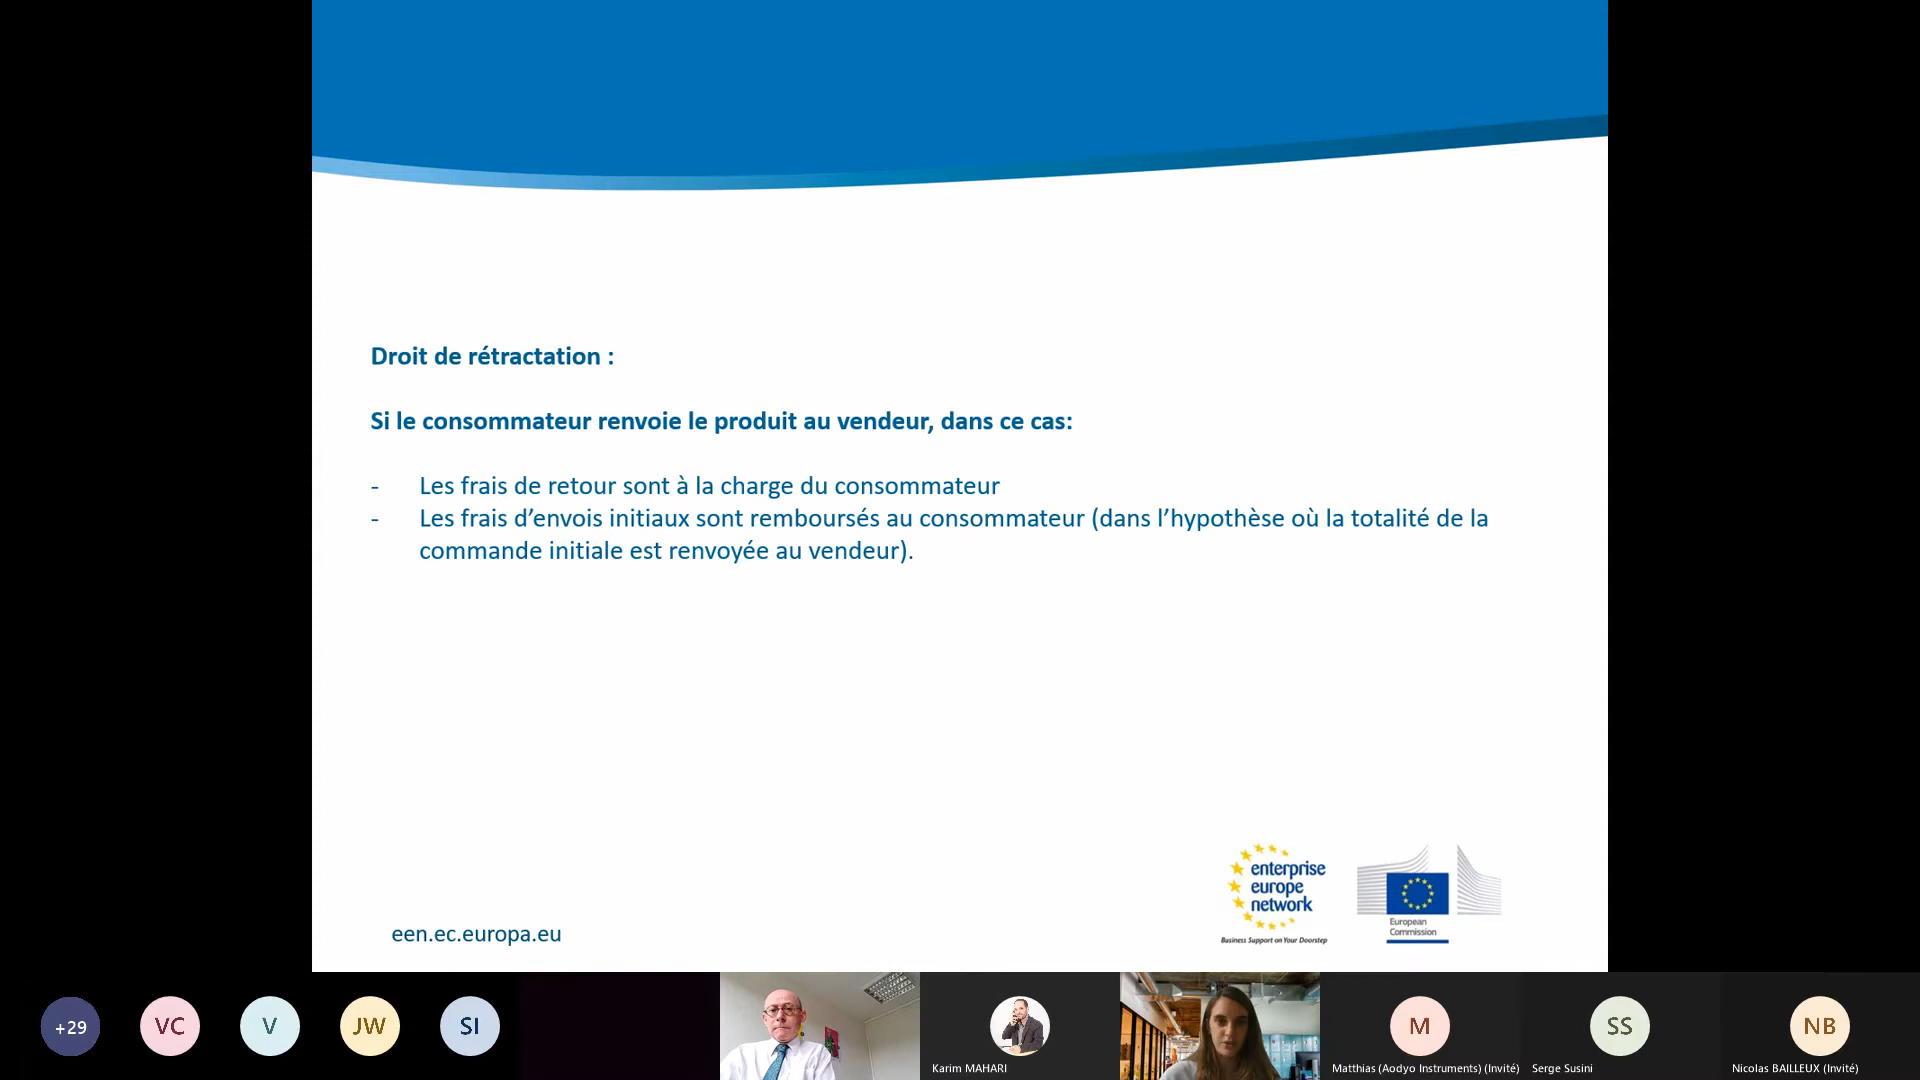 Droit de rétractation :
Si le consommateur renvoie le produit au vendeur, dans ce cas:
- Les frais de retour sont à la charge du consommateur
- Les frais d’envois initiaux sont remboursés au consommateur (dans l’hypothèse où la totalité de la
commande initiale est renvoyée au vendeur).
enterprise
europe
network
Business Support on Your Doorstep
European
Commission
een.ec.europa.eu
+29
VC
V
JW
SI
Karim MAHARI
M
Matthias (Aodyo Instruments) (Invité)
SS
Serge Susini
NB
Nicolas BAILLEUX (Invité)